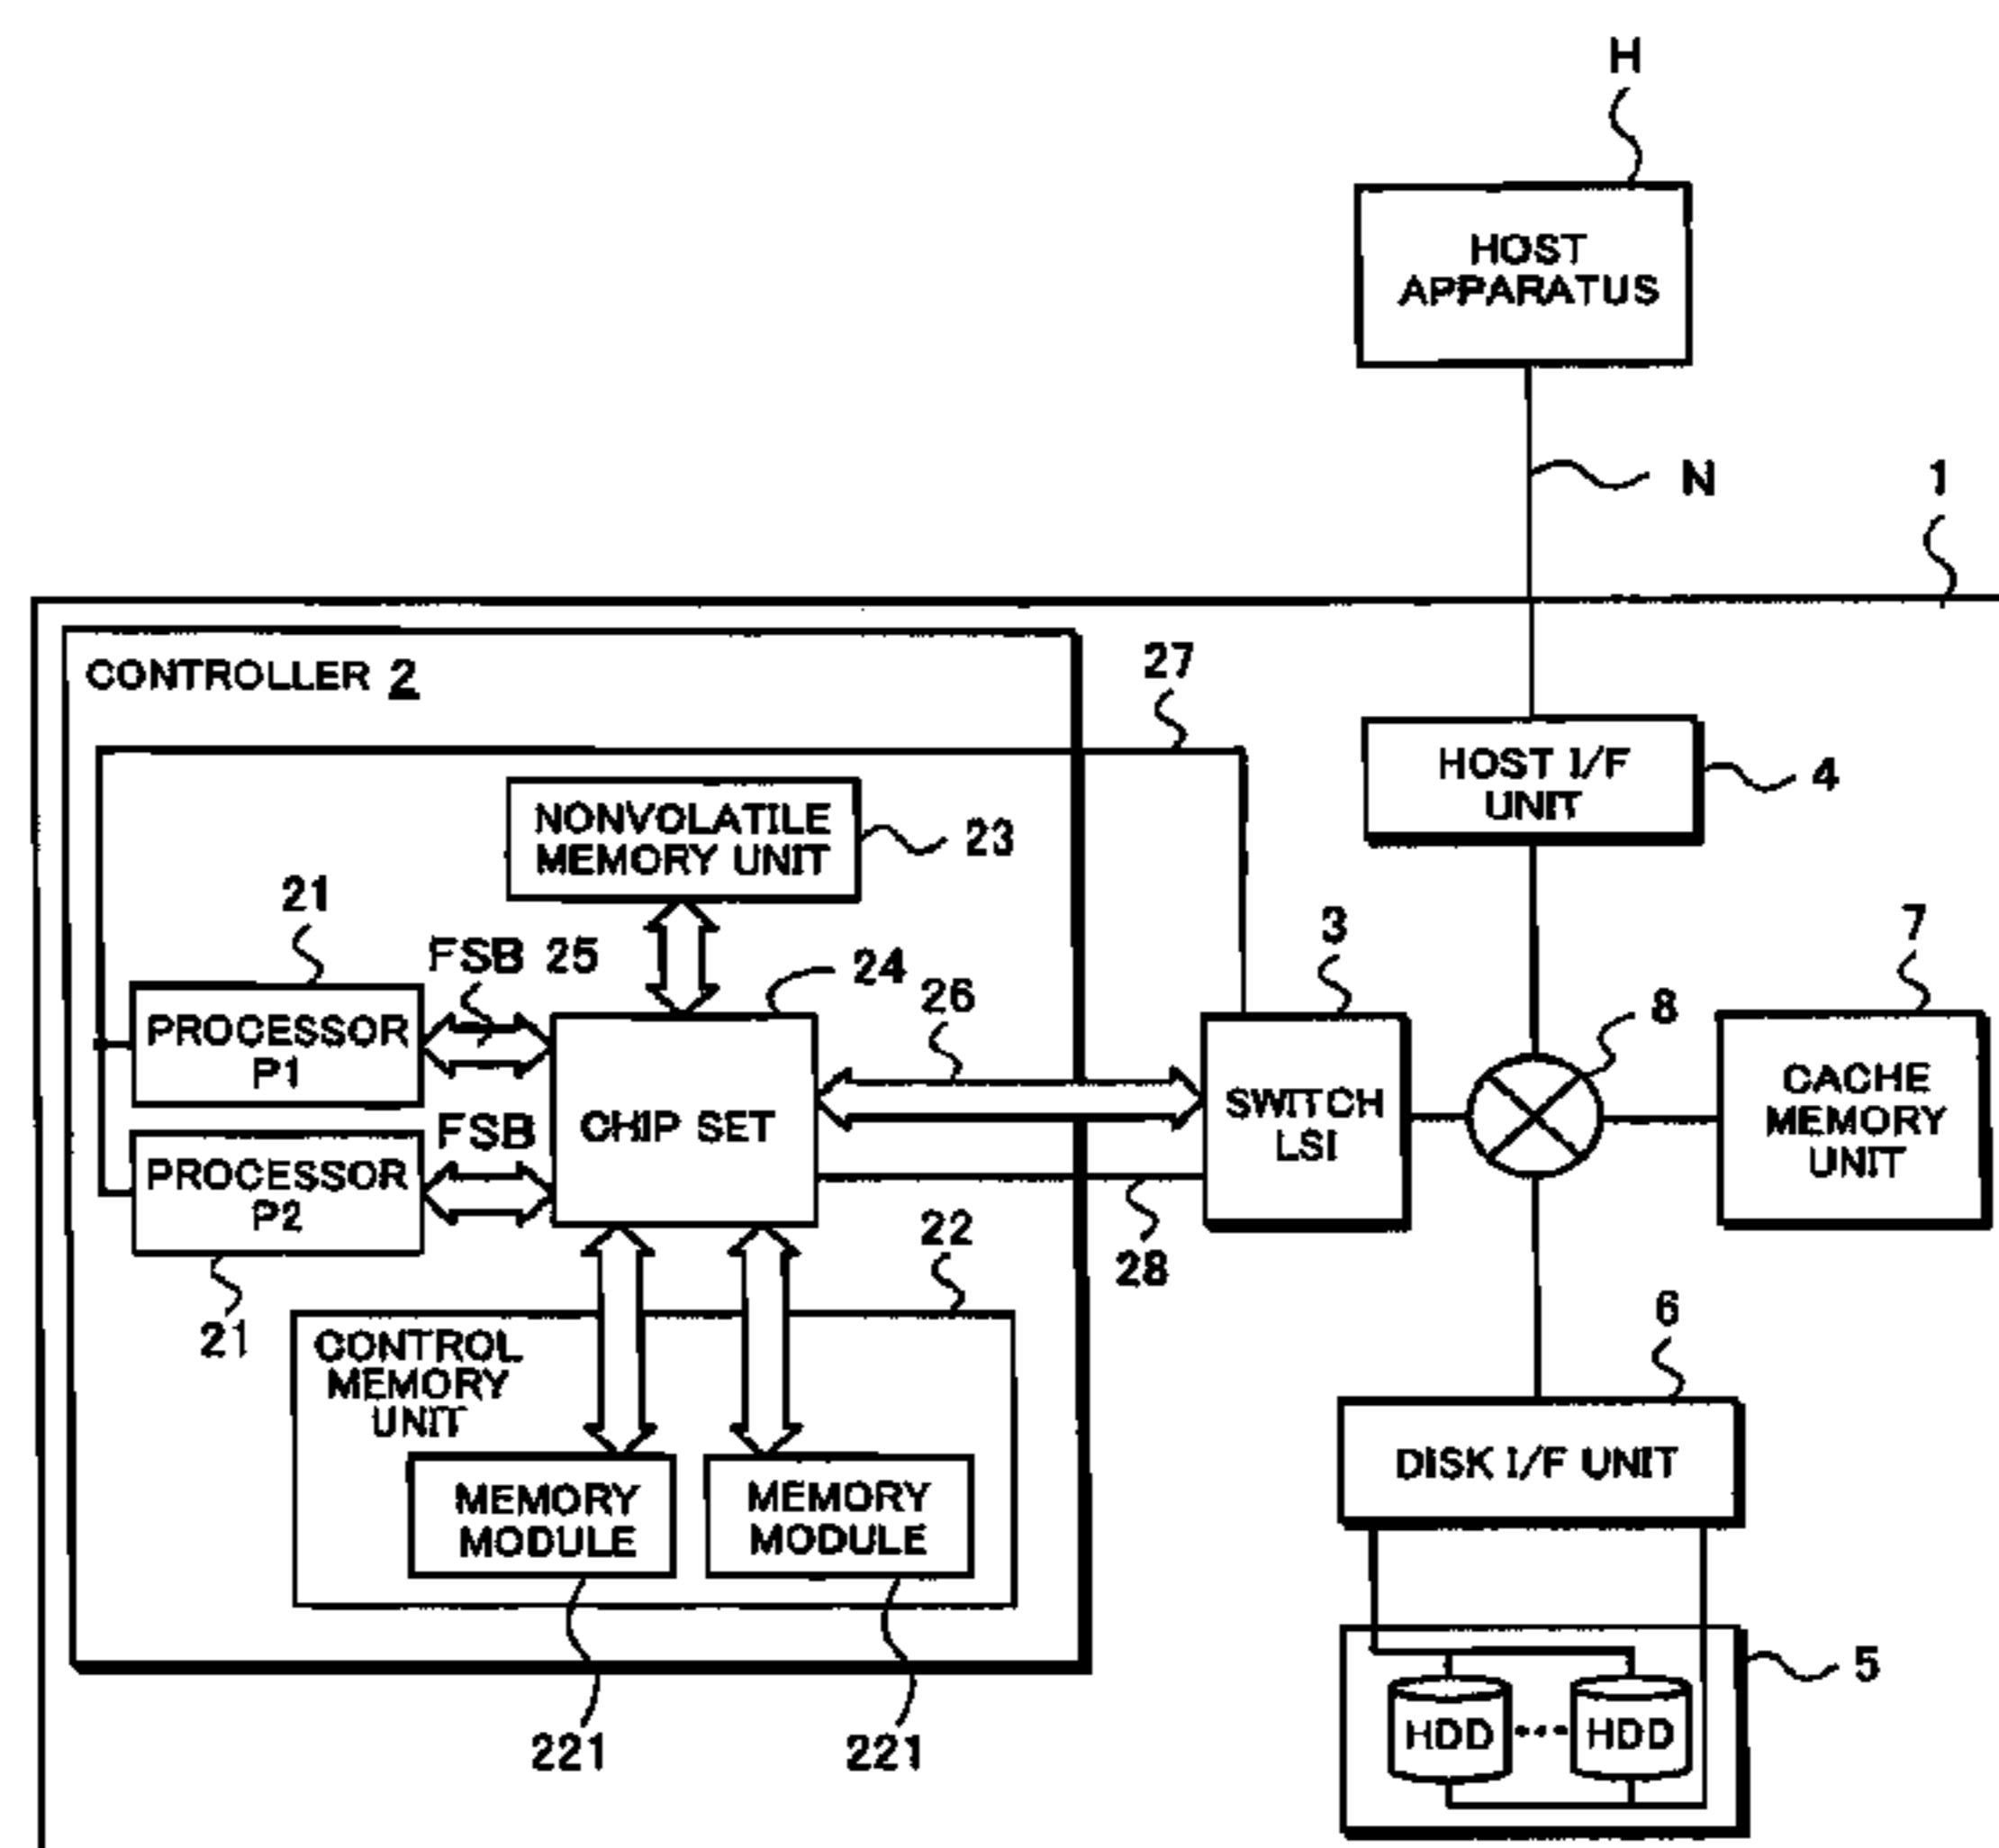 H
HOST
APPARATUS
N
1
CONTROLLER 2
27
HOST I/F
UNIT
4
NONVOLATILE
MEMORY UNIT
23
21
FSB 25
24
26
3
7
8
PROCESSOR
P1
CHIP SET
SWITCH
LSI
CACHE
MEMORY
UNIT
FSB
PROCESSOR
P2
21
22
28
6
CONTROL
MEMORY
UNIT
DISK I/F UNIT
MEMORY
MODULE
MEMORY
MODULE
5
HDD
HDD
221
221